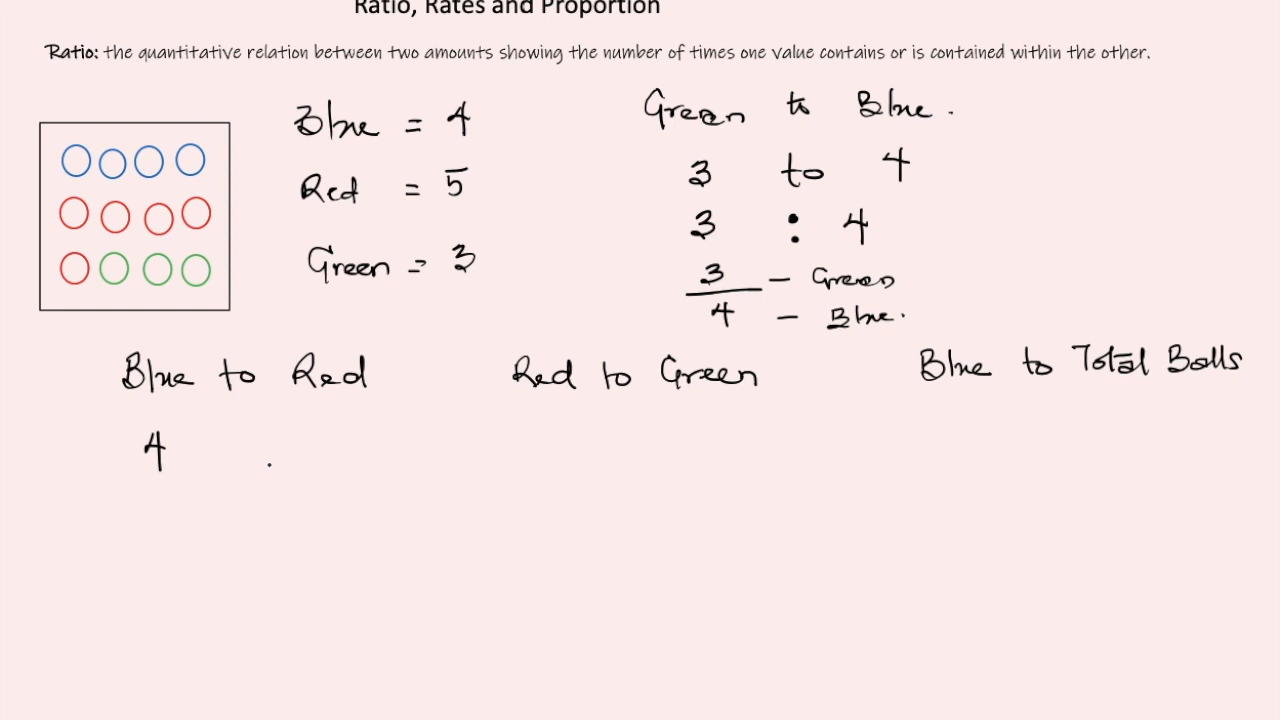 Ratio, Rates and Proportion
Ratio: the quantitative relation between two amounts showing the number of times one value contains or is contained within the other.
Blue = 4
Red = 5
Green = 3
Green to Blue.
3 to 4
3 : 4
3 - Green
4 - Blue.
Blue to Red
Red to Green
Blue to Total Balls
4